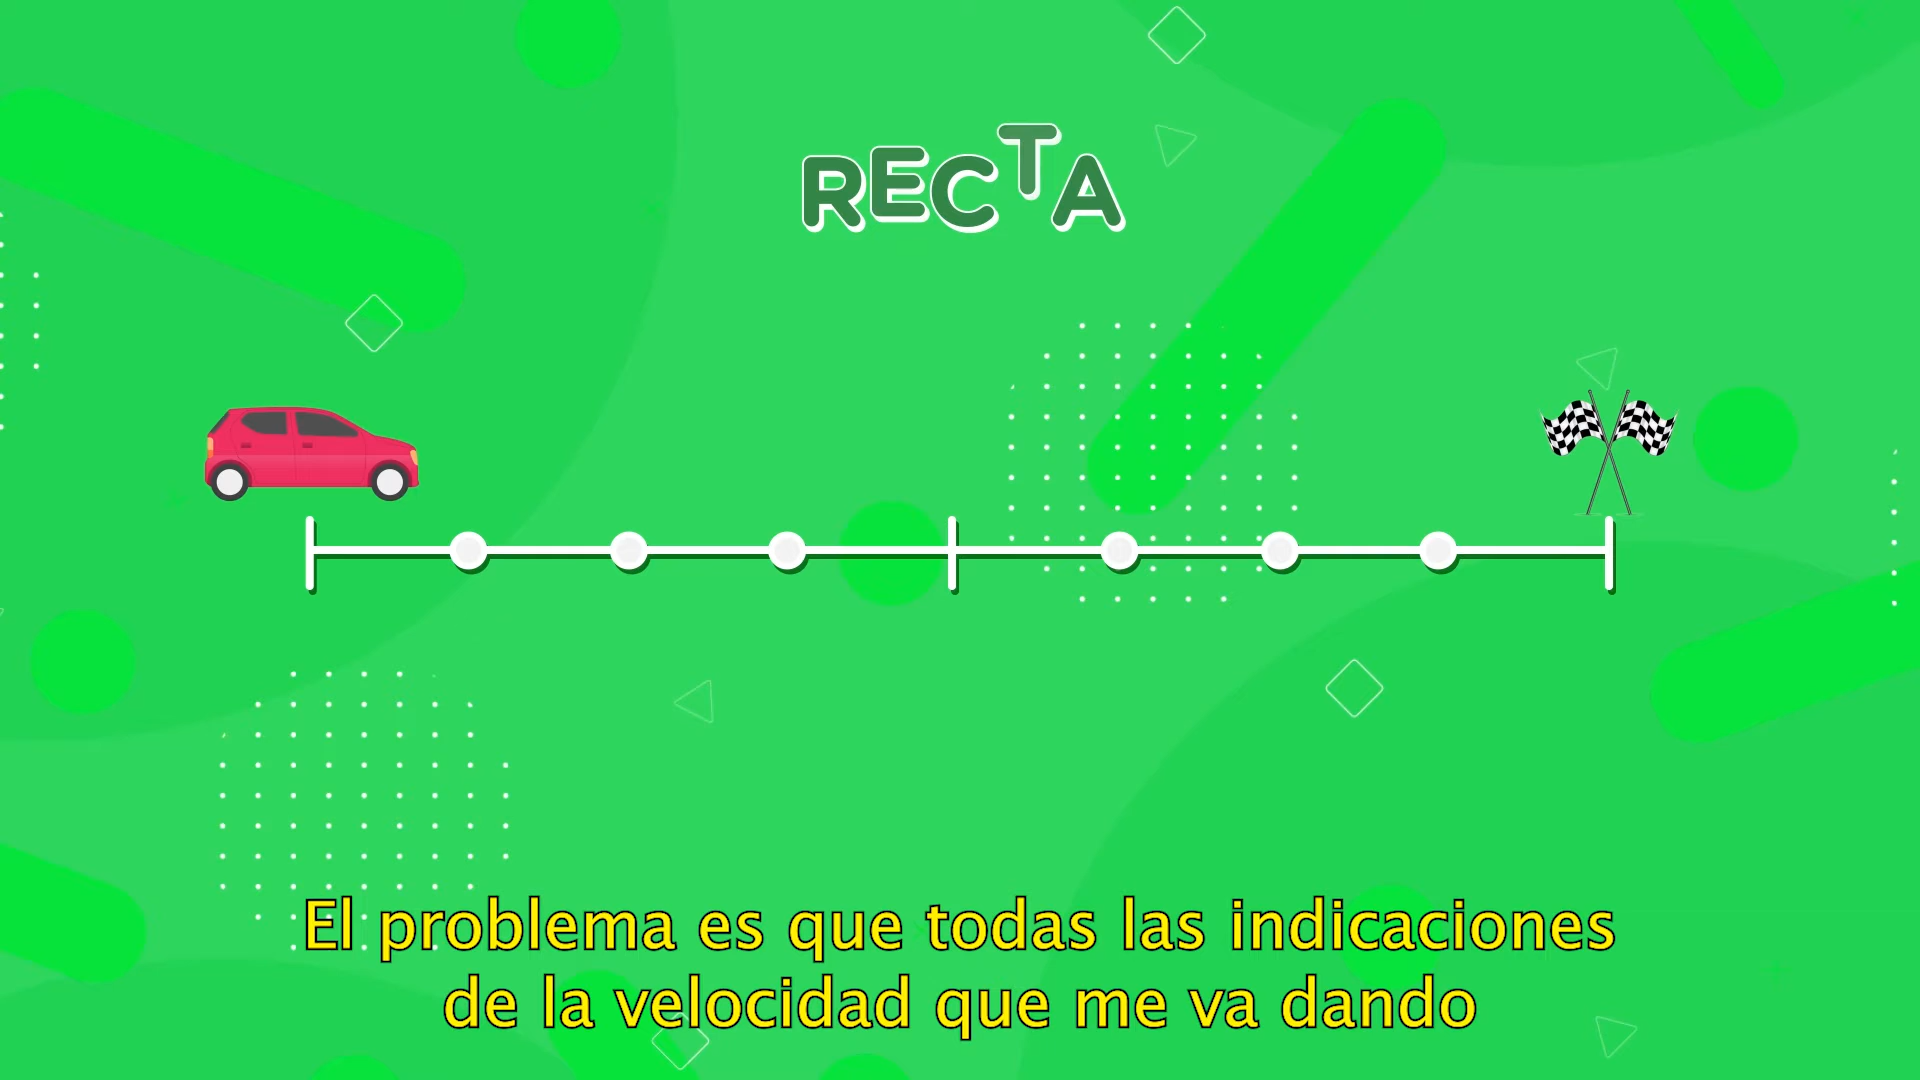 RECTA
El problema es que todas las indicaciones
de la velocidad que me va dando